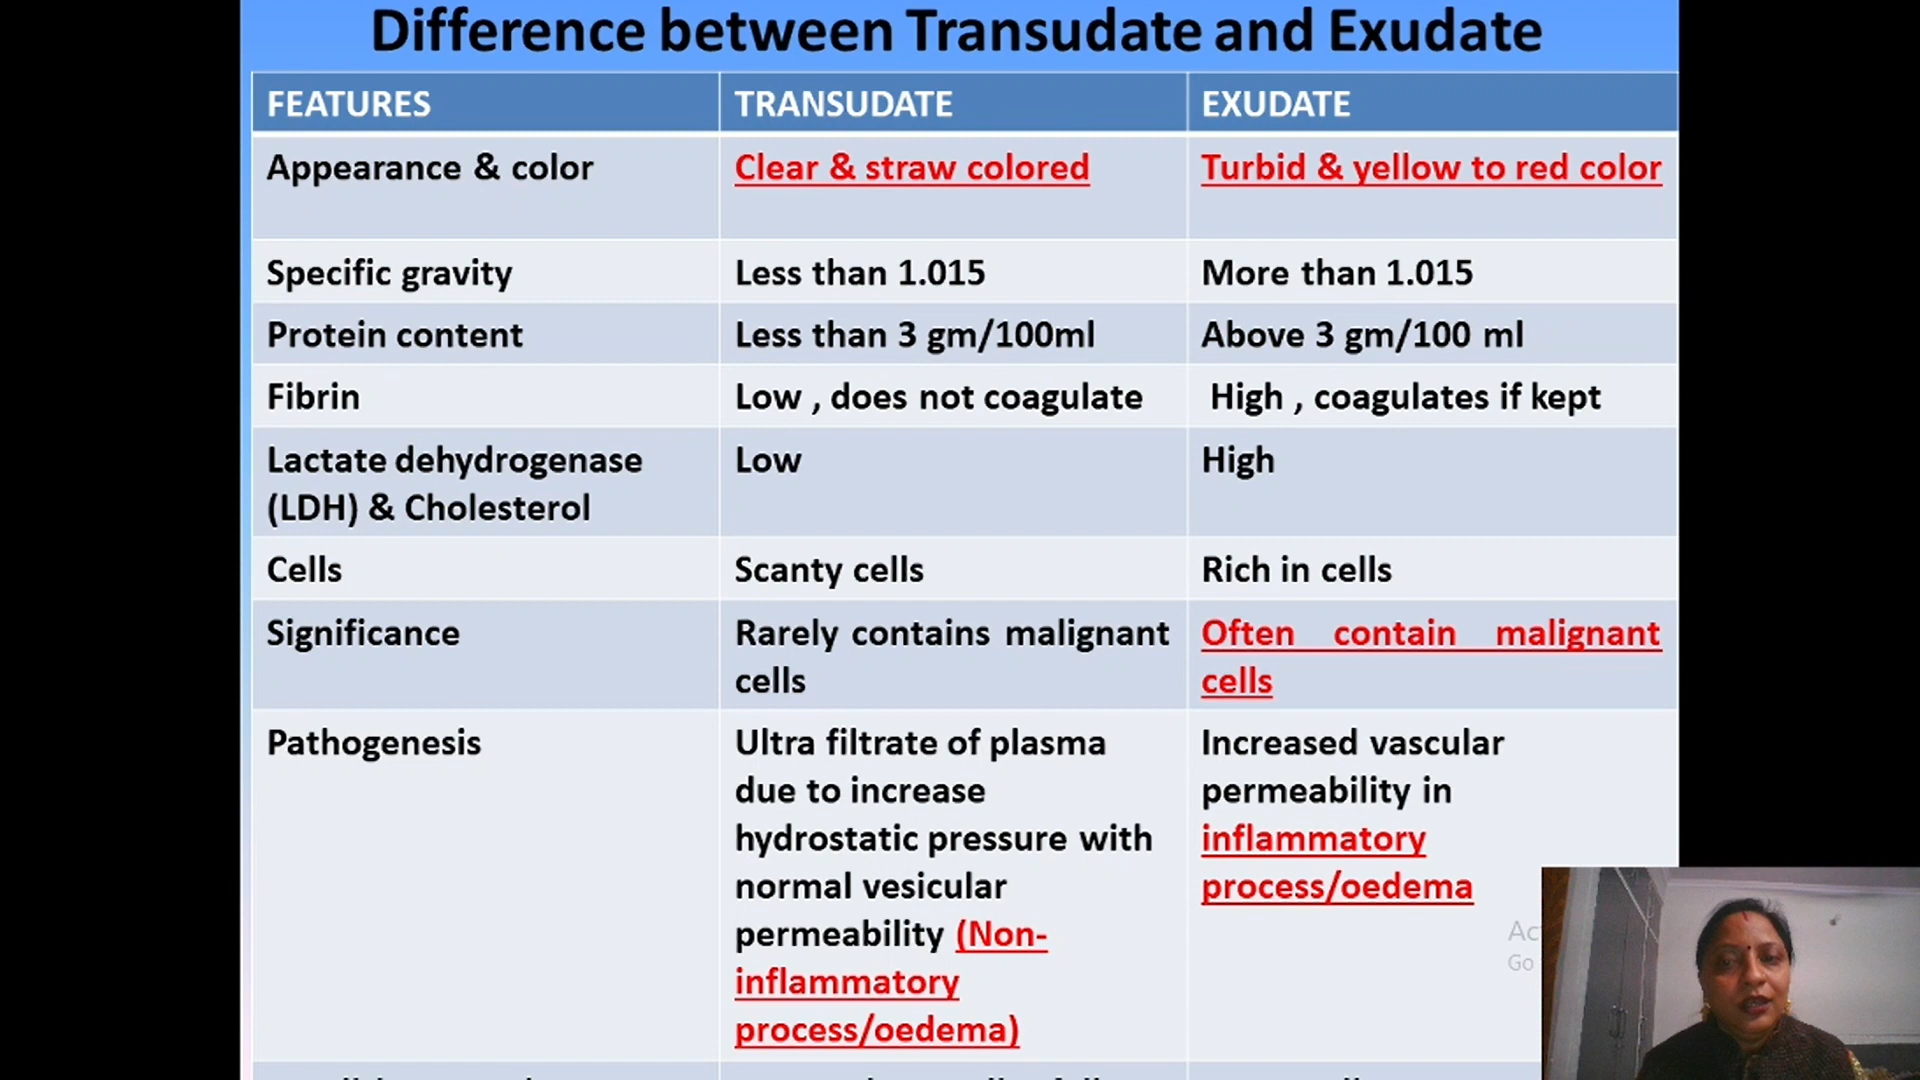 Difference between Transudate and Exudate
FEATURES TRANSUDATE EXUDATE
Appearance & color Clear & straw colored Turbid & yellow to red color
Specific gravity Less than 1.015 More than 1.015
Protein content Less than 3 gm/100ml Above 3 gm/100 ml
Fibrin Low , does not coagulate High , coagulates if kept
Lactate dehydrogenase
(LDH) & Cholesterol
Low
High
Cells Scanty cells Rich in cells
Significance
Rarely contains malignant
cells
Often contain malignant
cells
Pathogenesis
Ultra filtrate of plasma
due to increase
hydrostatic pressure with
normal vesicular
permeability (Non-
inflammatory
process/oedema)
Increased vascular
permeability in
inflammatory
process/oedema
Go